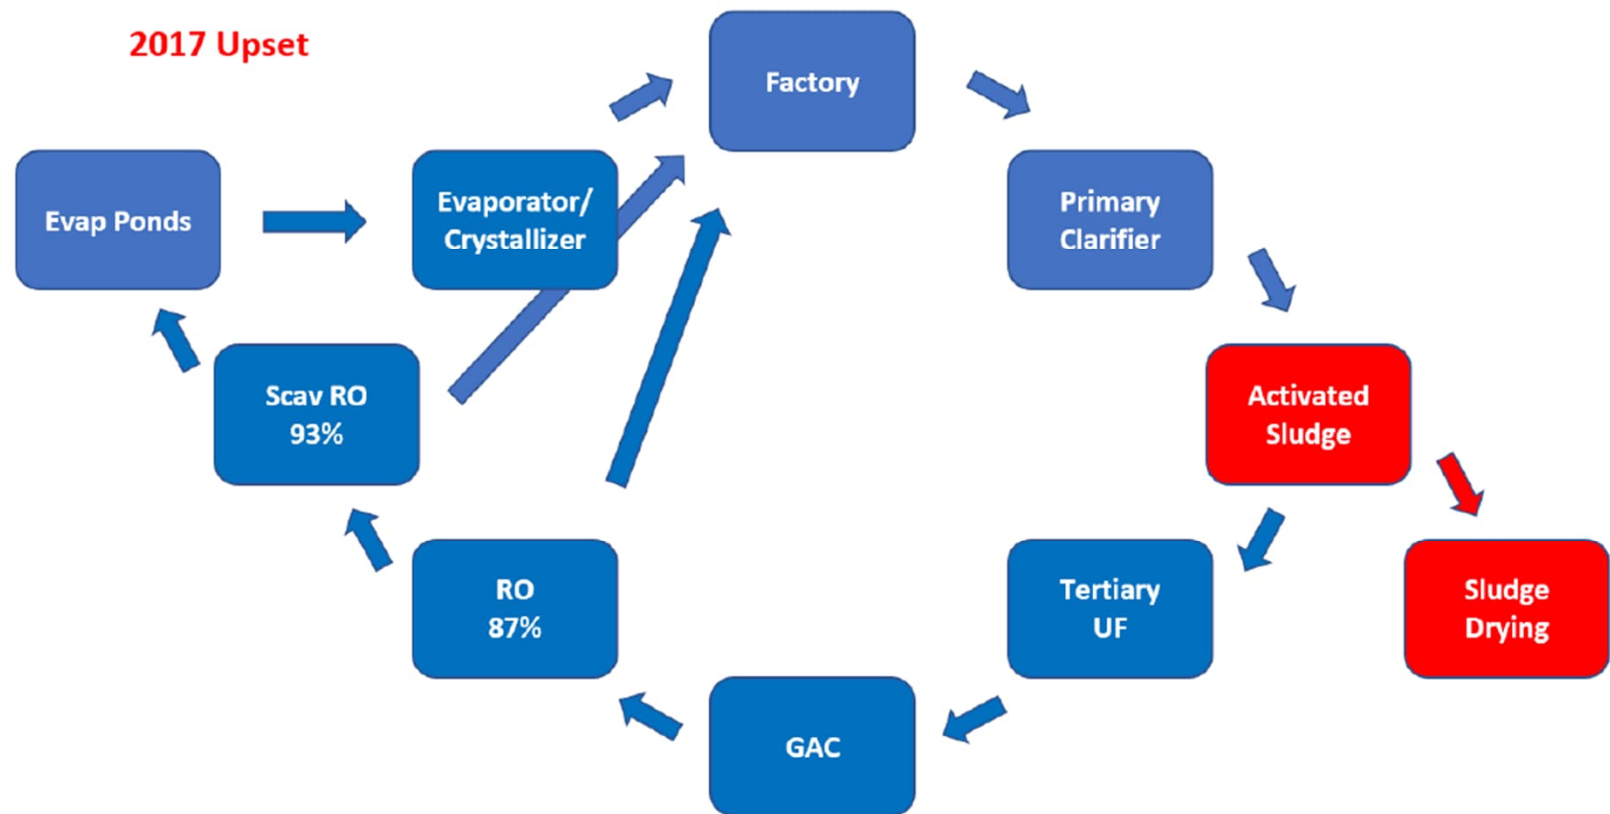 2017 Upset
Factory
Evap Ponds
Evaporator/
Crystallizer
Primary
Clarifier
Scav RO
93%
Activated
Sludge
RO
87%
Tertiary
UF
Sludge
Drying
GAC